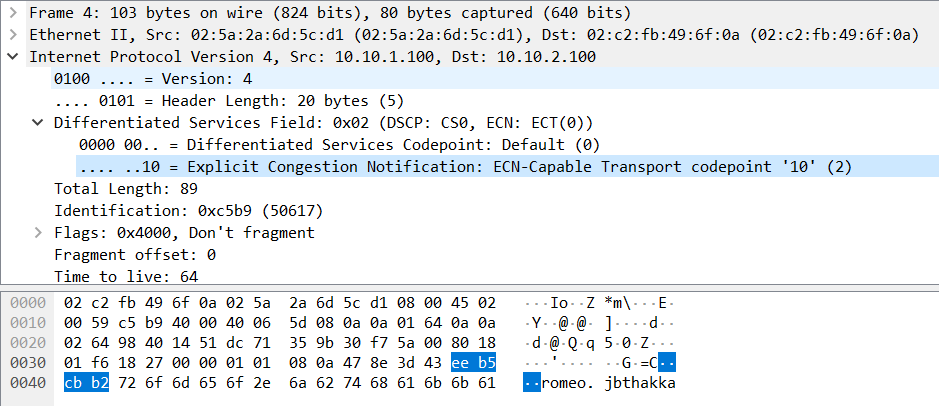 Frame 4: 103 bytes on wire (824 bits), 80 bytes captured (640 bits)
Ethernet II, Src: 02:5a:2a:6d:5c:d1 (02:5a:2a:6d:5c:d1), Dst: 02:c2:fb:49:6f:0a (02:c2:fb:49:6f:0a)
Internet Protocol Version 4, Src: 10.10.1.100, Dst: 10.10.2.100
0100 .... = Version: 4
.... 0101 = Header Length: 20 bytes (5)
Differentiated Services Field: 0x02 (DSCP: CS0, ECN: ECT(0))
0000 00.. = Differentiated Services Codepoint: Default (0)
.... ..10 = Explicit Congestion Notification: ECN-Capable Transport codepoint '10' (2)
Total Length: 89
Identification: 0xc5b9 (50617)
Flags: 0x4000, Don't fragment
Fragment offset: 0
Time to live: 64
0000 02 c2 fb 49 6f 0a 02 5a 2a 6d 5c d1 08 00 45 02 ···Io··Z *m\···E·
0010 00 59 c5 b9 40 00 40 06 5d 08 0a 0a 01 64 0a 0a ·Y··@·@· ]····d··
0020 02 64 98 40 14 51 dc 71 35 9b 30 f7 5a 00 80 18 ·d·@·Q·q 5·0·Z···
0030 01 f6 18 27 00 00 01 01 08 0a 47 8e 3d 43 ee b5 ···'···· ··G·=C··
0040 cb b2 72 6f 6d 65 6f 2e 6a 62 74 68 61 6b 6b 61 ··romeo. jbthakka